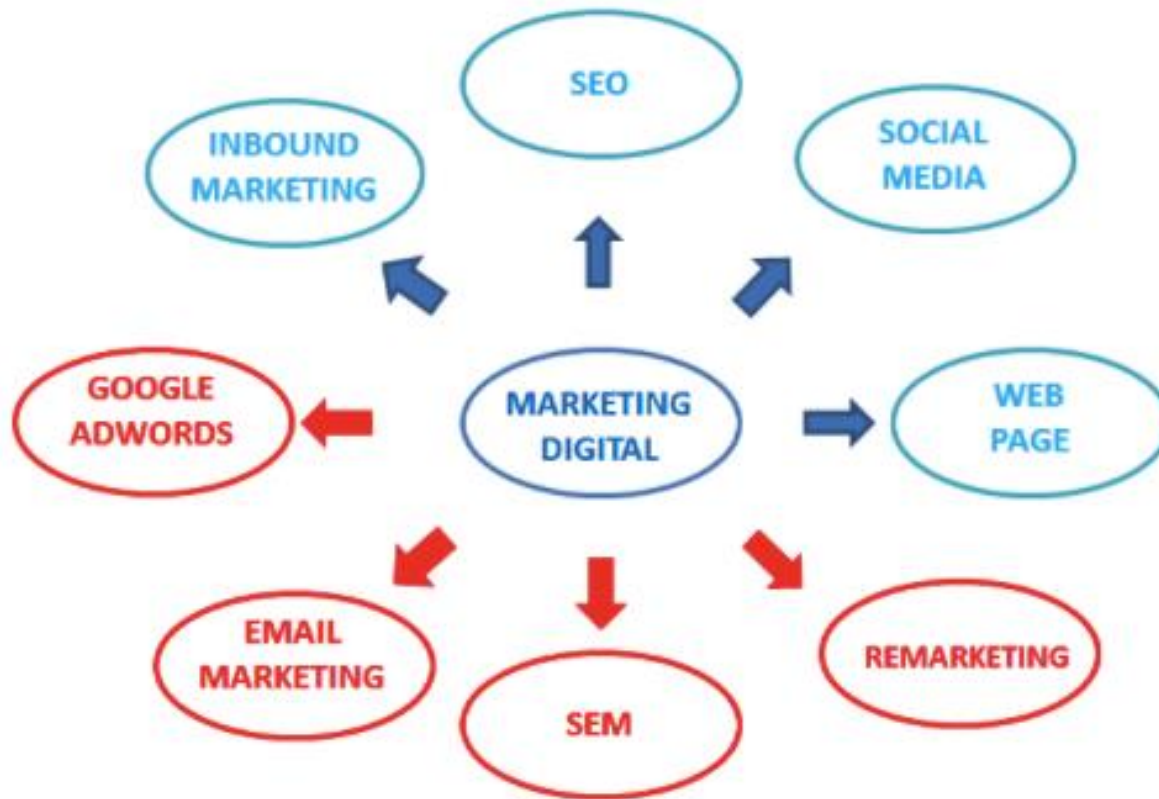 SEO
INBOUND
MARKETING
SOCIAL
MEDIA
GOOGLE
ADWORDS
MARKETING
DIGITAL
WEB
PAGE
EMAIL
MARKETING
SEM
REMARKETING